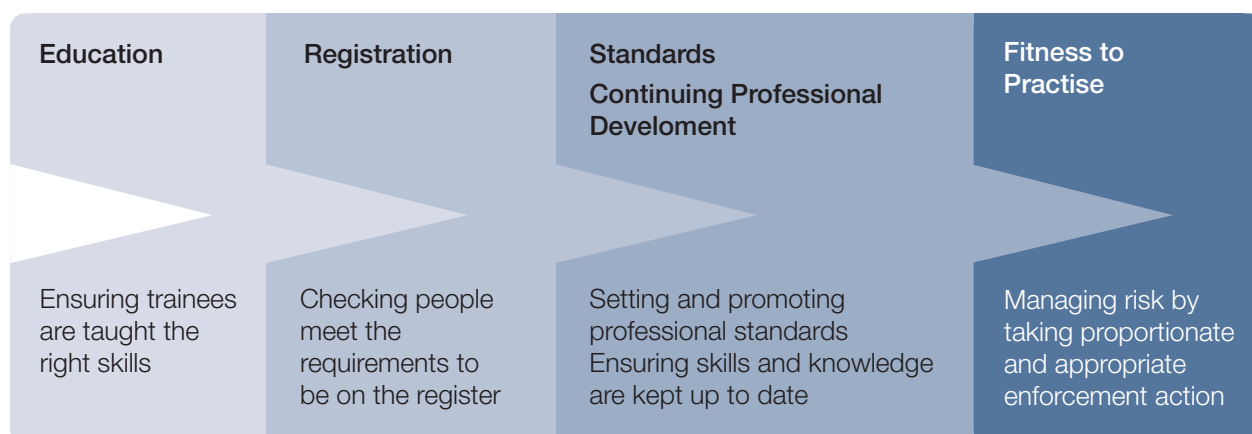 Education
Ensuring trainees
are taught the
right skills
Registration
Checking people
meet the
requirements to
be on the register
Standards
Continuing Professional
Develoment
Setting and promoting
professional standards
Ensuring skills and knowledge
are kept up to date
Fitness to
Practise
Managing risk by
taking proportionate
and appropriate
enforcement action